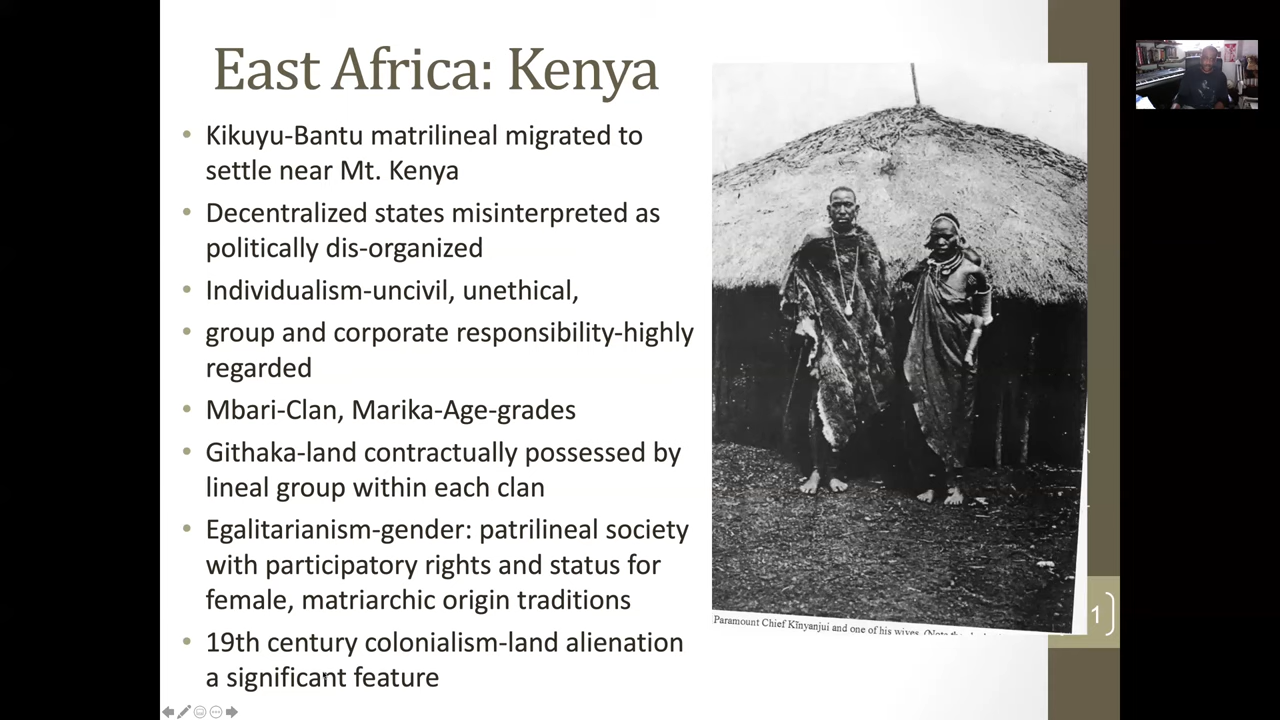 East Africa: Kenya
• Kikuyu-Bantu matrilineal migrated to
settle near Mt. Kenya
• Decentralized states misinterpreted as
politically dis-organized
• Individualism-uncivil, unethical,
• group and corporate responsibility-highly
regarded
• Mbari-Clan, Marika-Age-grades
• Githaka-land contractually possessed by
lineal group within each clan
• Egalitarianism-gender: patrilineal society
with participatory rights and status for
female, matriarchic origin traditions
• 19th century colonialism-land alienation
a significant feature
Paramount Chief Kinyanjui and one of his wives. (Note
1